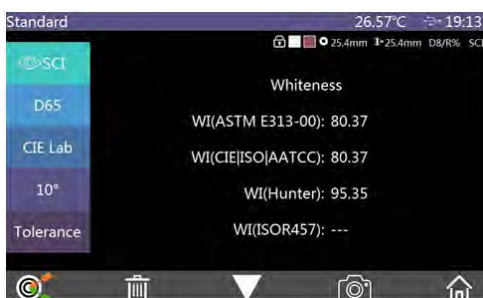 Standard 26.57°C 19:13
25.4mm 25.4mm D8/R% SCI
SCI
Whiteness
D65
WI(ASTM E313-00): 80.37
CIE Lab
WI(CIE|ISO|AATCC): 80.37
10°
WI(Hunter): 95.35
Tolerance
WI(ISOR457): ---